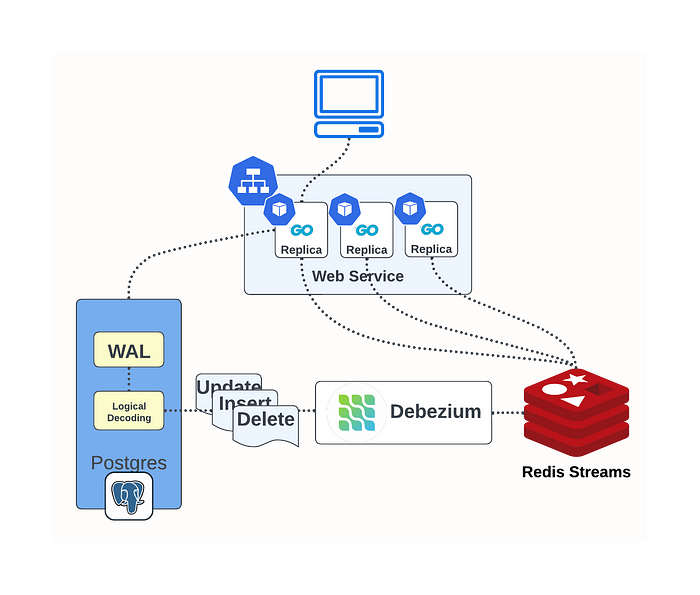 GO
GO
GO
Replica
Replica
Replica
Web Service
WAL
Logical
Decoding
Update
Insert
Delete
Debezium
Postgres
Redis Streams